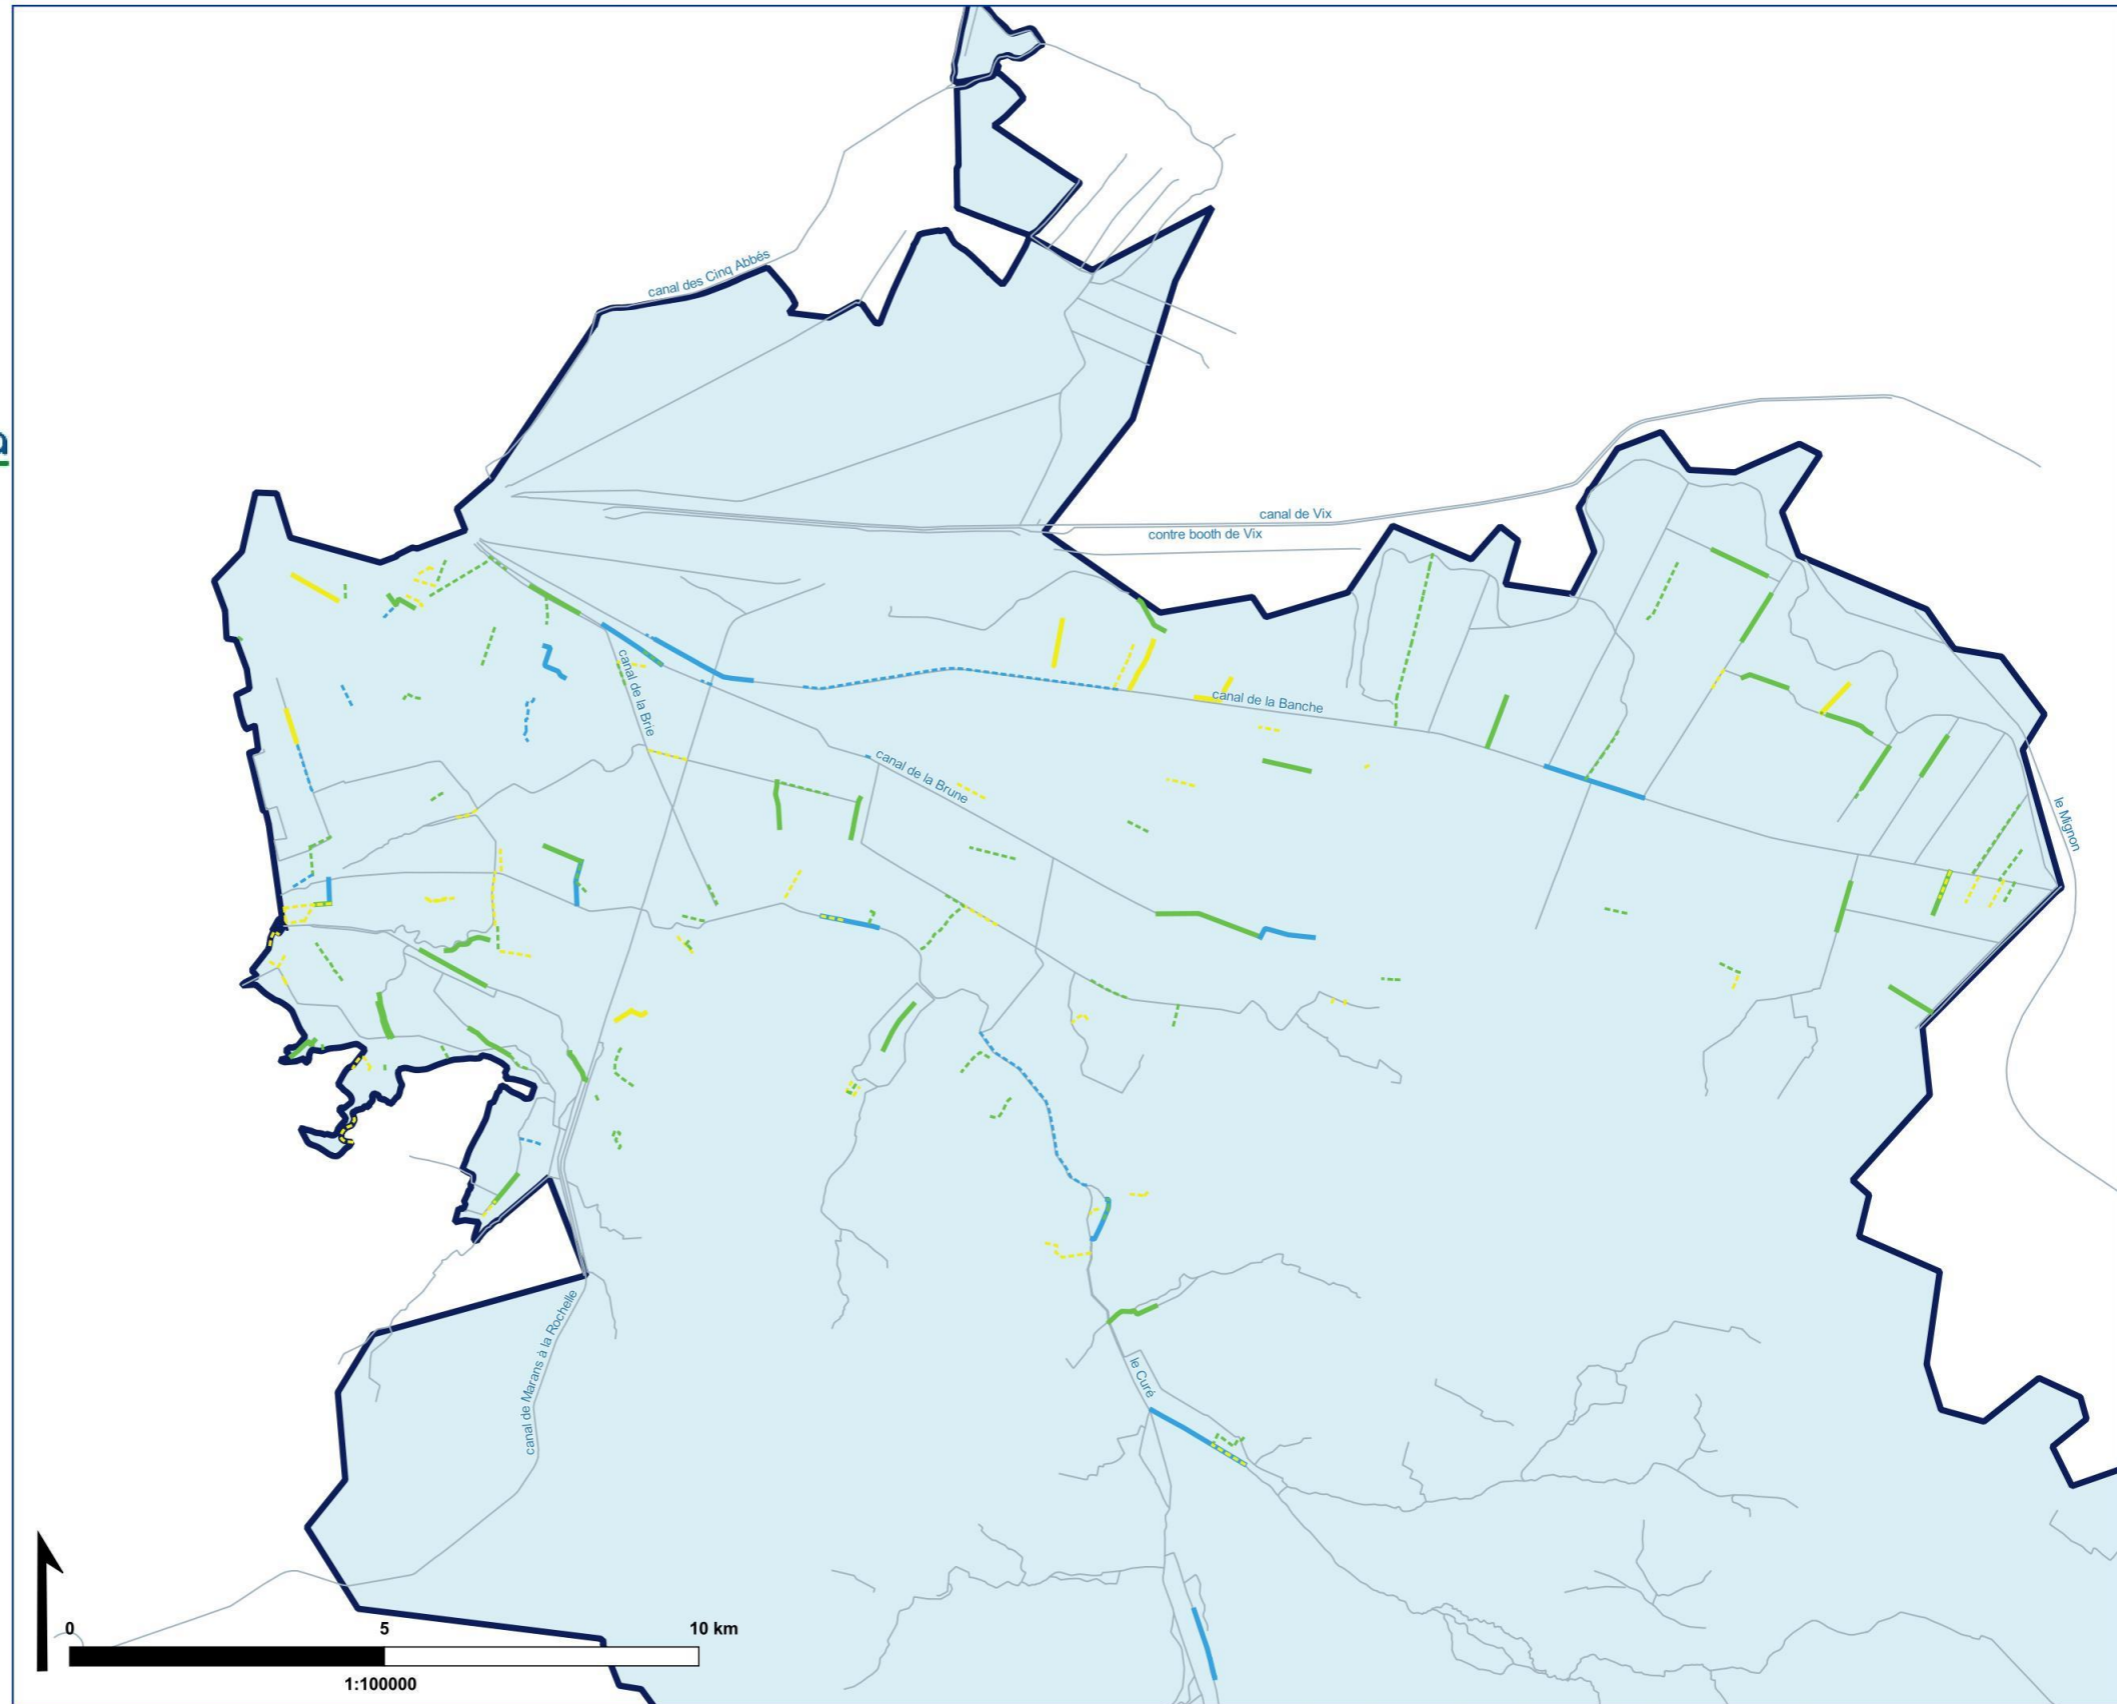 canal des Cinq Abbés
canal de Vix
contre booth de Vix
canal de la Brie
canal de la Banche
canal de la Brune
le Mignon
canal de Marans à la Rochelle
le Curé
0 5 10 km
1:100000